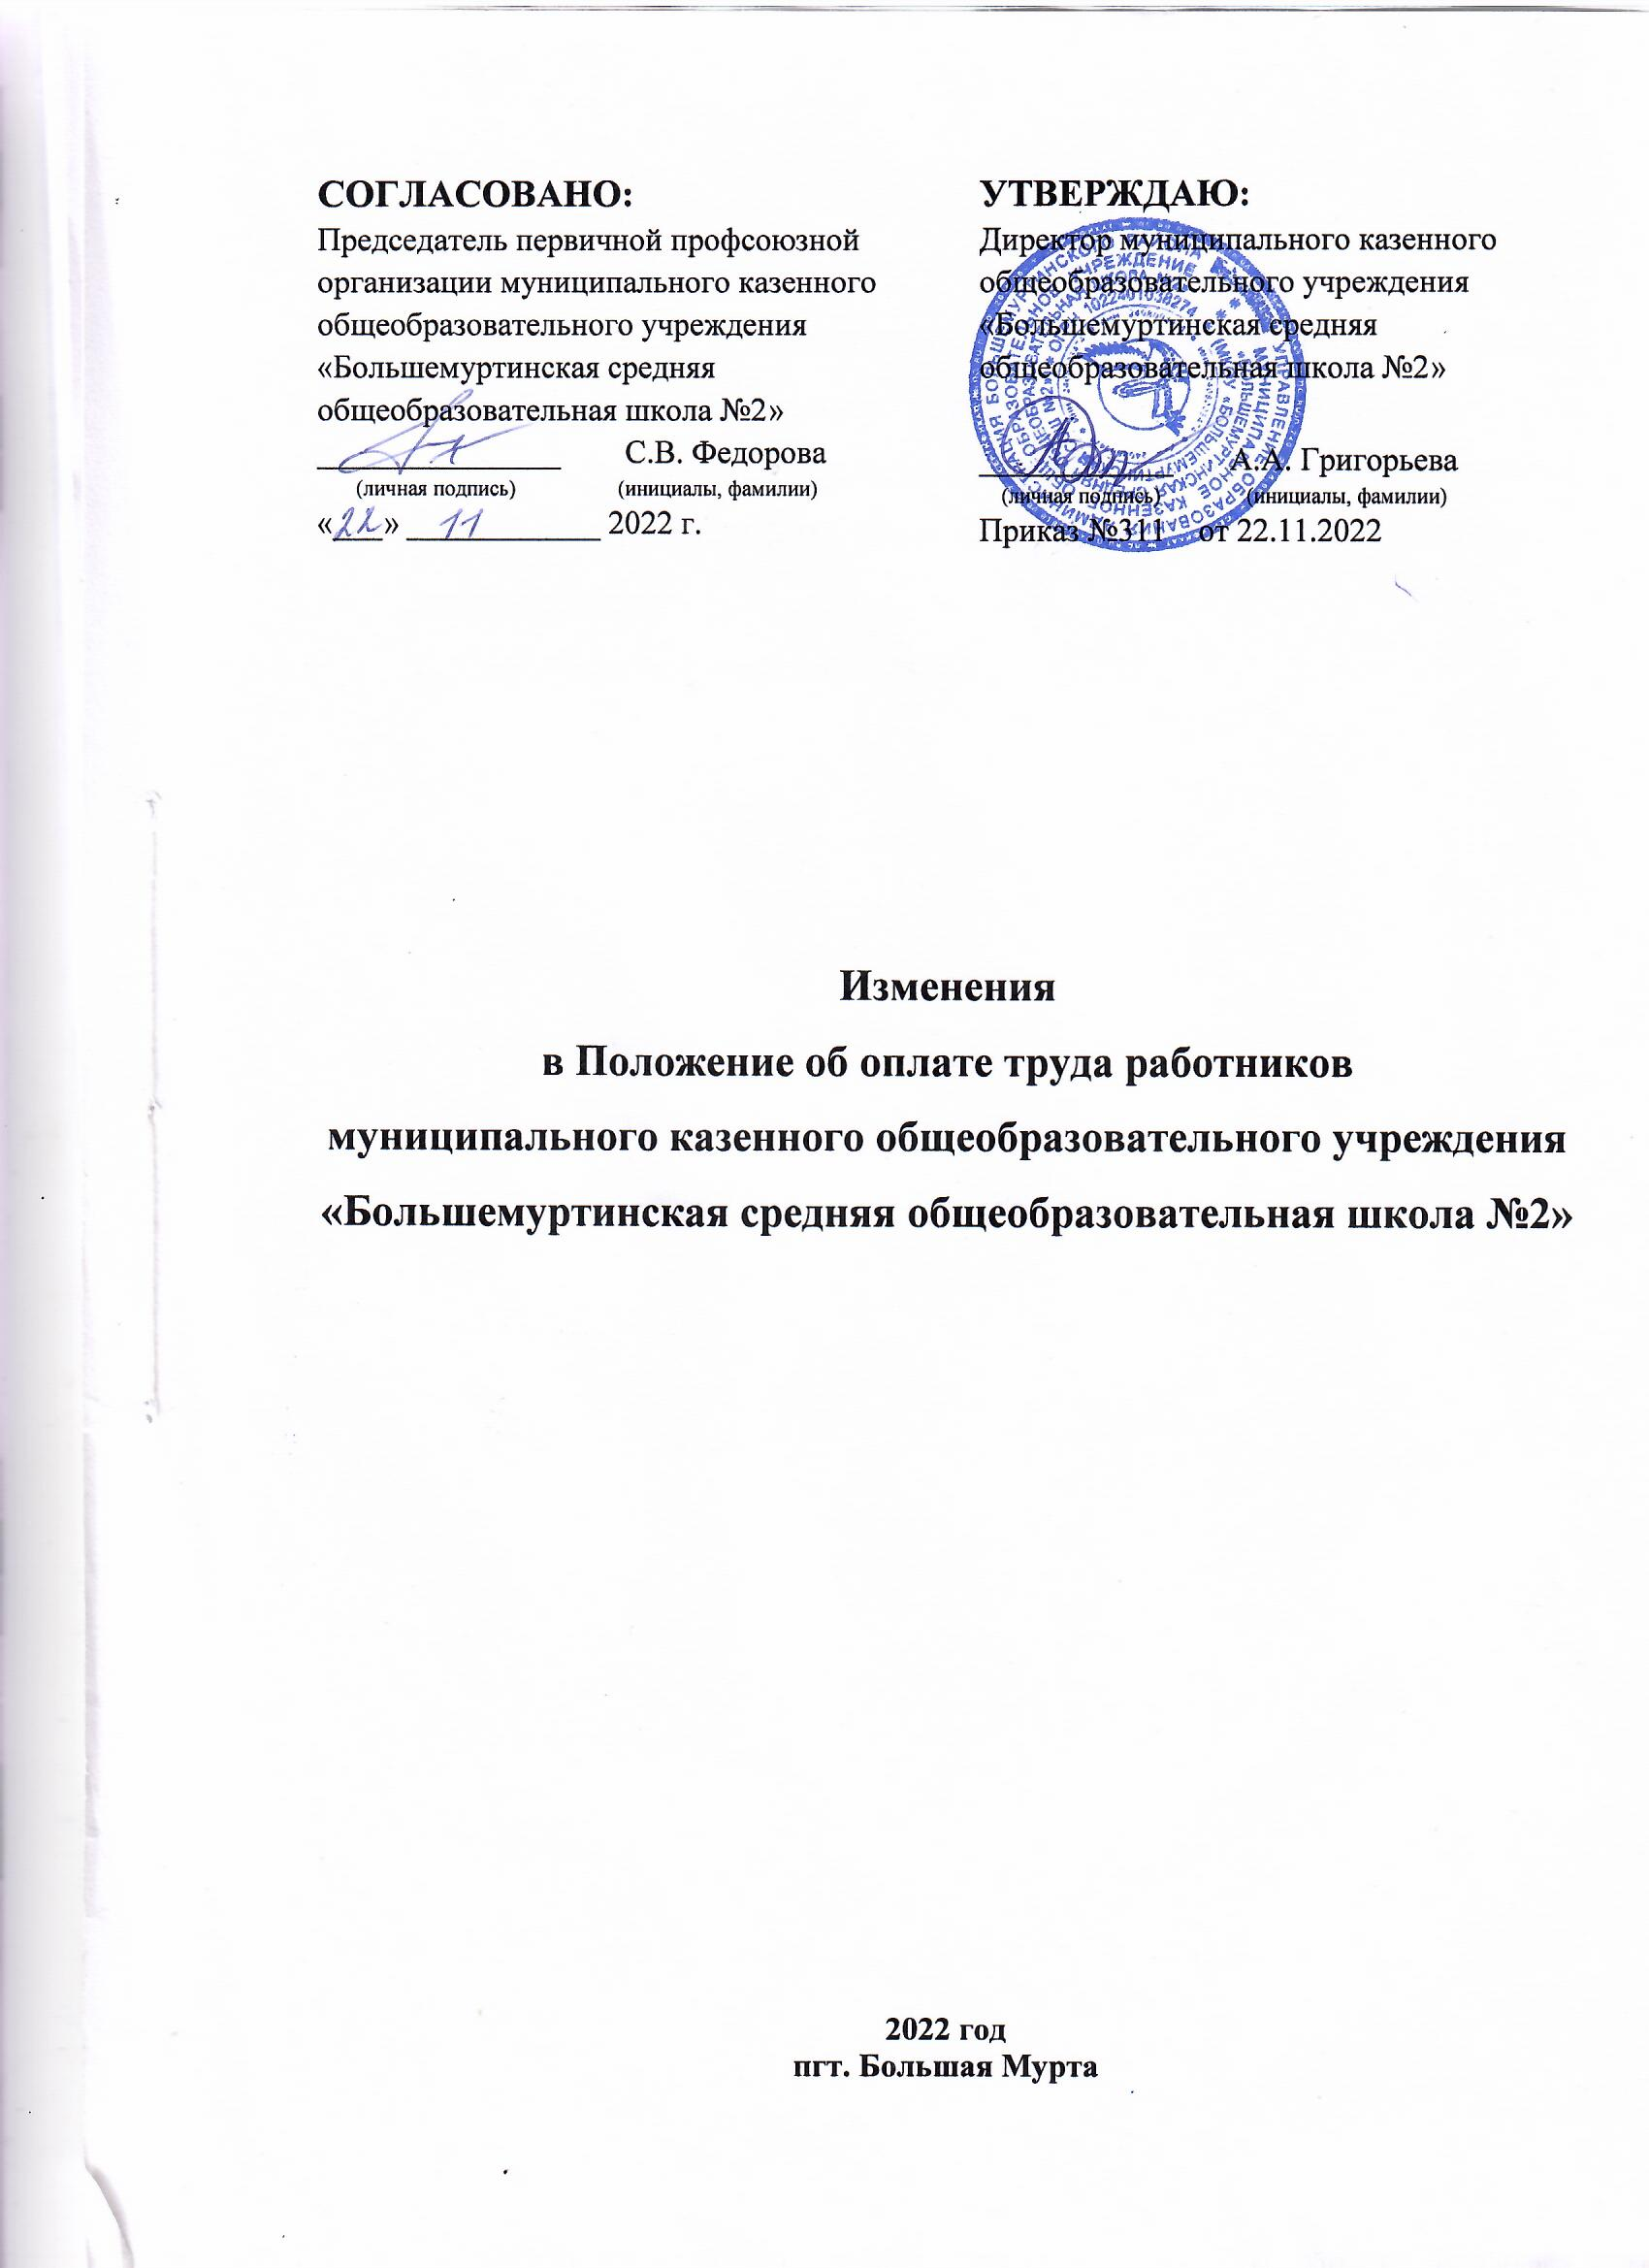 СОГЛАСОВАНО:
Председатель первичной профсоюзной
организации муниципального казенного
общеобразовательного учреждения
«Большемуртинская средняя
общеобразовательная школа №2»
С.В. Федорова
(личная подпись) (инициалы, фамилии)
«22» 11 2022 г.
УТВЕРЖДАЮ:
Директор муниципального казенного
общеобразовательного учреждения
«Большемуртинская средняя
общеобразовательная школа №2»
А.А. Григорьева
(личная подпись) (инициалы, фамилии)
Приказ №311 от 22.11.2022
Изменения
в Положение об оплате труда работников
муниципального казенного общеобразовательного учреждения
«Большемуртинская средняя общеобразовательная школа №2»
2022 год
пгт. Большая Мурта